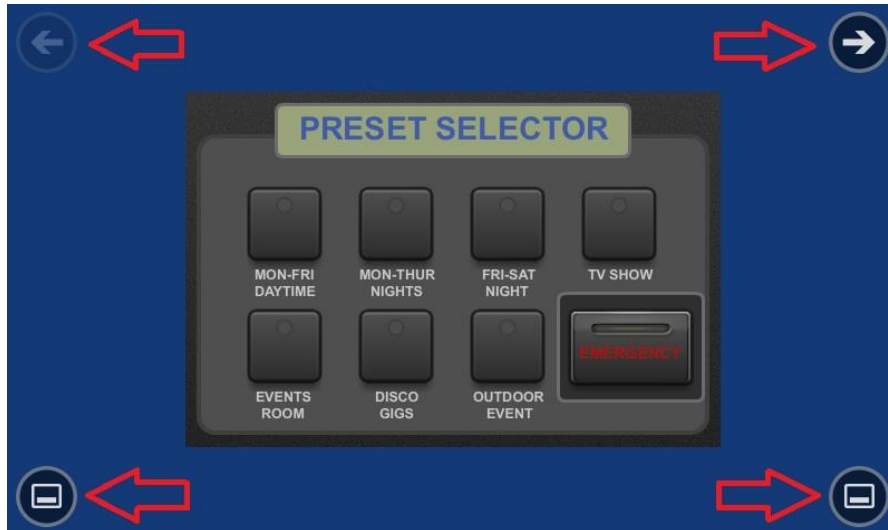 PRESET SELECTOR
MON-FRI
DAYTIME
MON-THUR
NIGHTS
FRI-SAT
NIGHT
TV SHOW
EVENTS
ROOM
DISCO
GIGS
OUTDOOR
EVENT
EMERGENCY